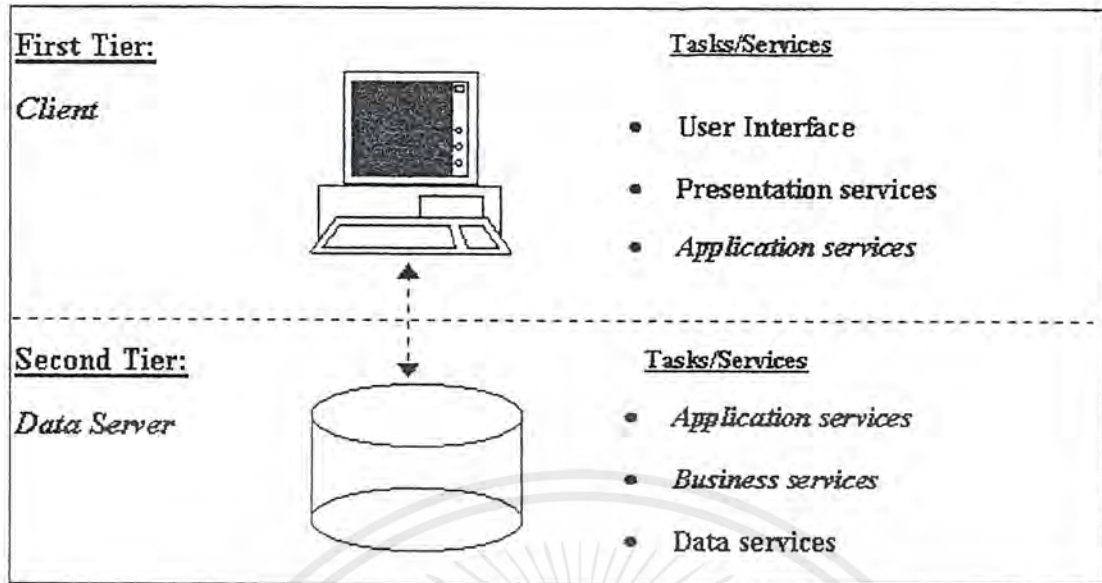 First Tier:
Client
Tasks/Services
• User Interface
• Presentation services
• Application services
Second Tier:
Data Server
Tasks/Services
• Application services
• Business services
• Data services